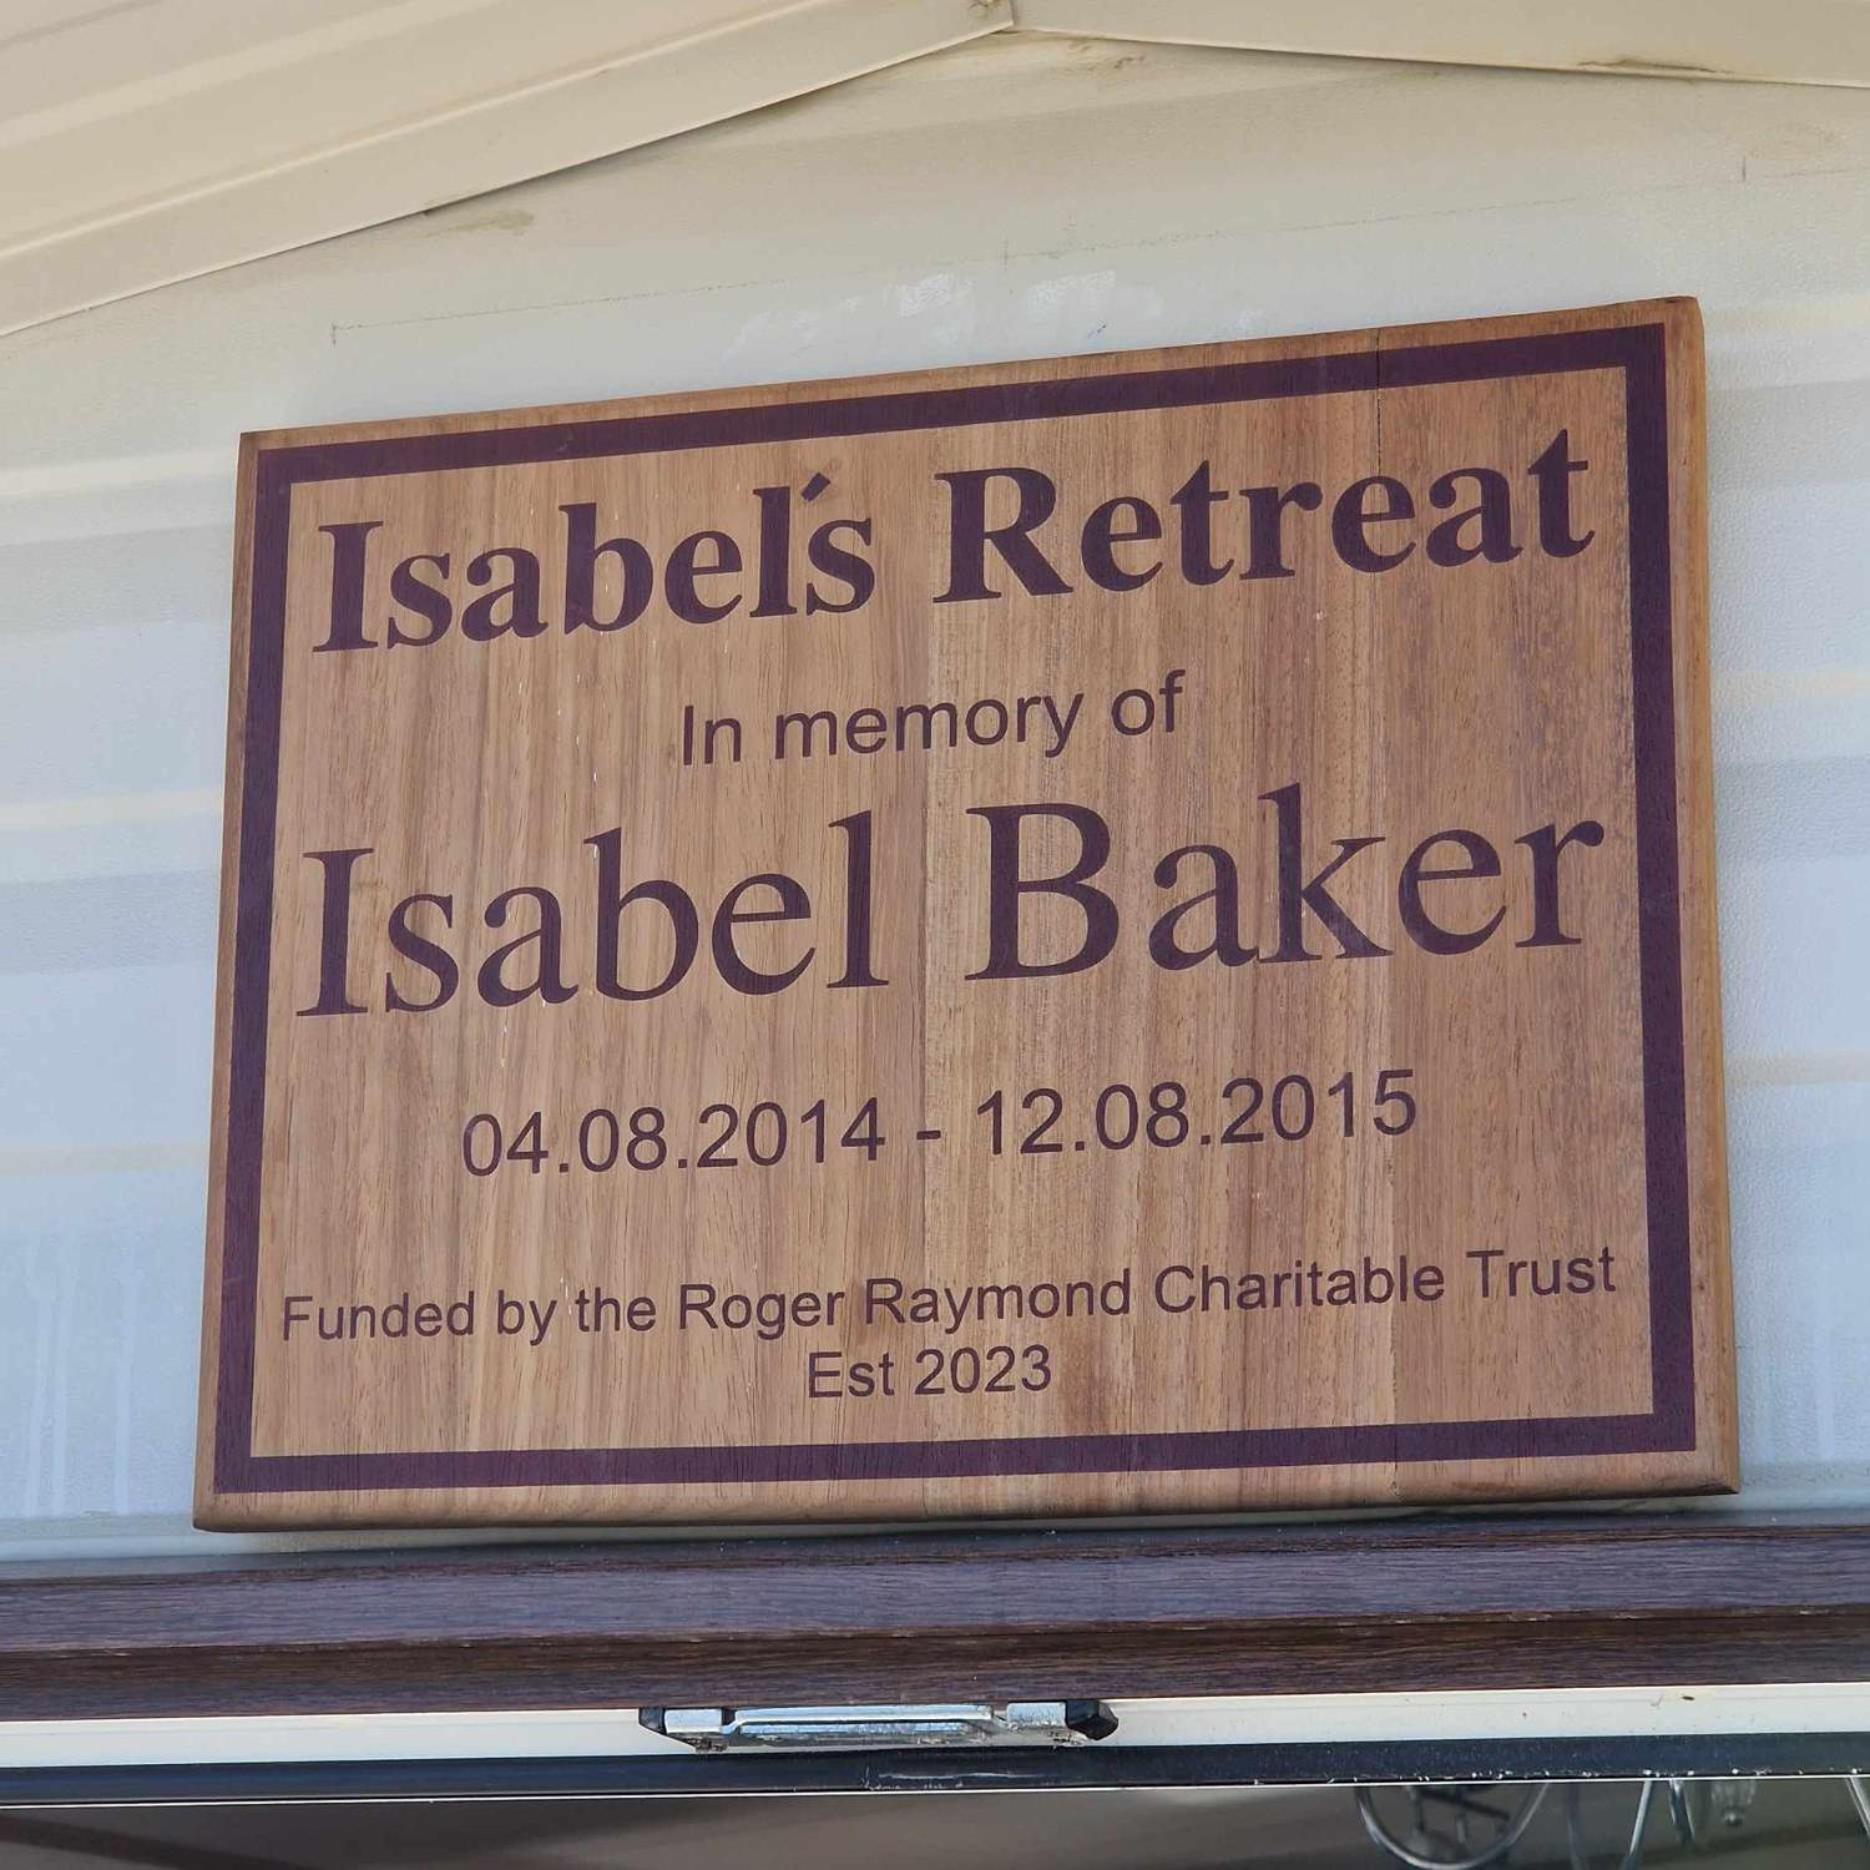 Isabel's Retreat
In memory of
Isabel Baker
04.08.2014 - 12.08.2015
Funded by the Roger Raymond Charitable Trust
Est 2023